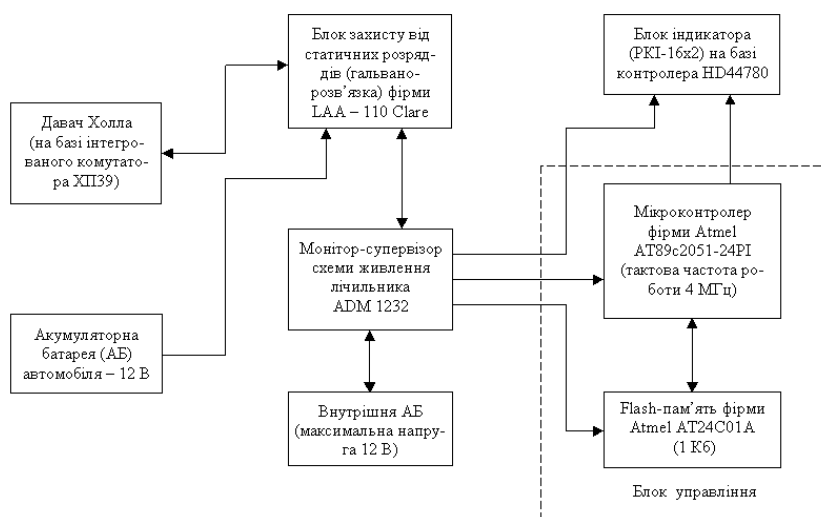 Блок захисту від
статичних розряд-
дів (гальвано-
розв’язка) фірми
LAA – 110 Clare
Блок індикатора
(РКІ-16х2) на базі
контролера HD44780
Давач Холла
(на базі інтегро-
ваного комутато-
ра ХП39)
Монітор-супервізор
схеми живлення
лічильника
ADM 1232
Мікроконтролер
фірми Atmel
AT89c2051-24PI
(тактова частота ро-
боти 4 МГц)
Акумуляторна
батарея (АБ)
автомобіля – 12 В
Внутрішня АБ
(максимальна напру-
га 12 В)
Flash-пам’ять фірми
Atmel AT24C01A
(1 Кб)
Блок управління